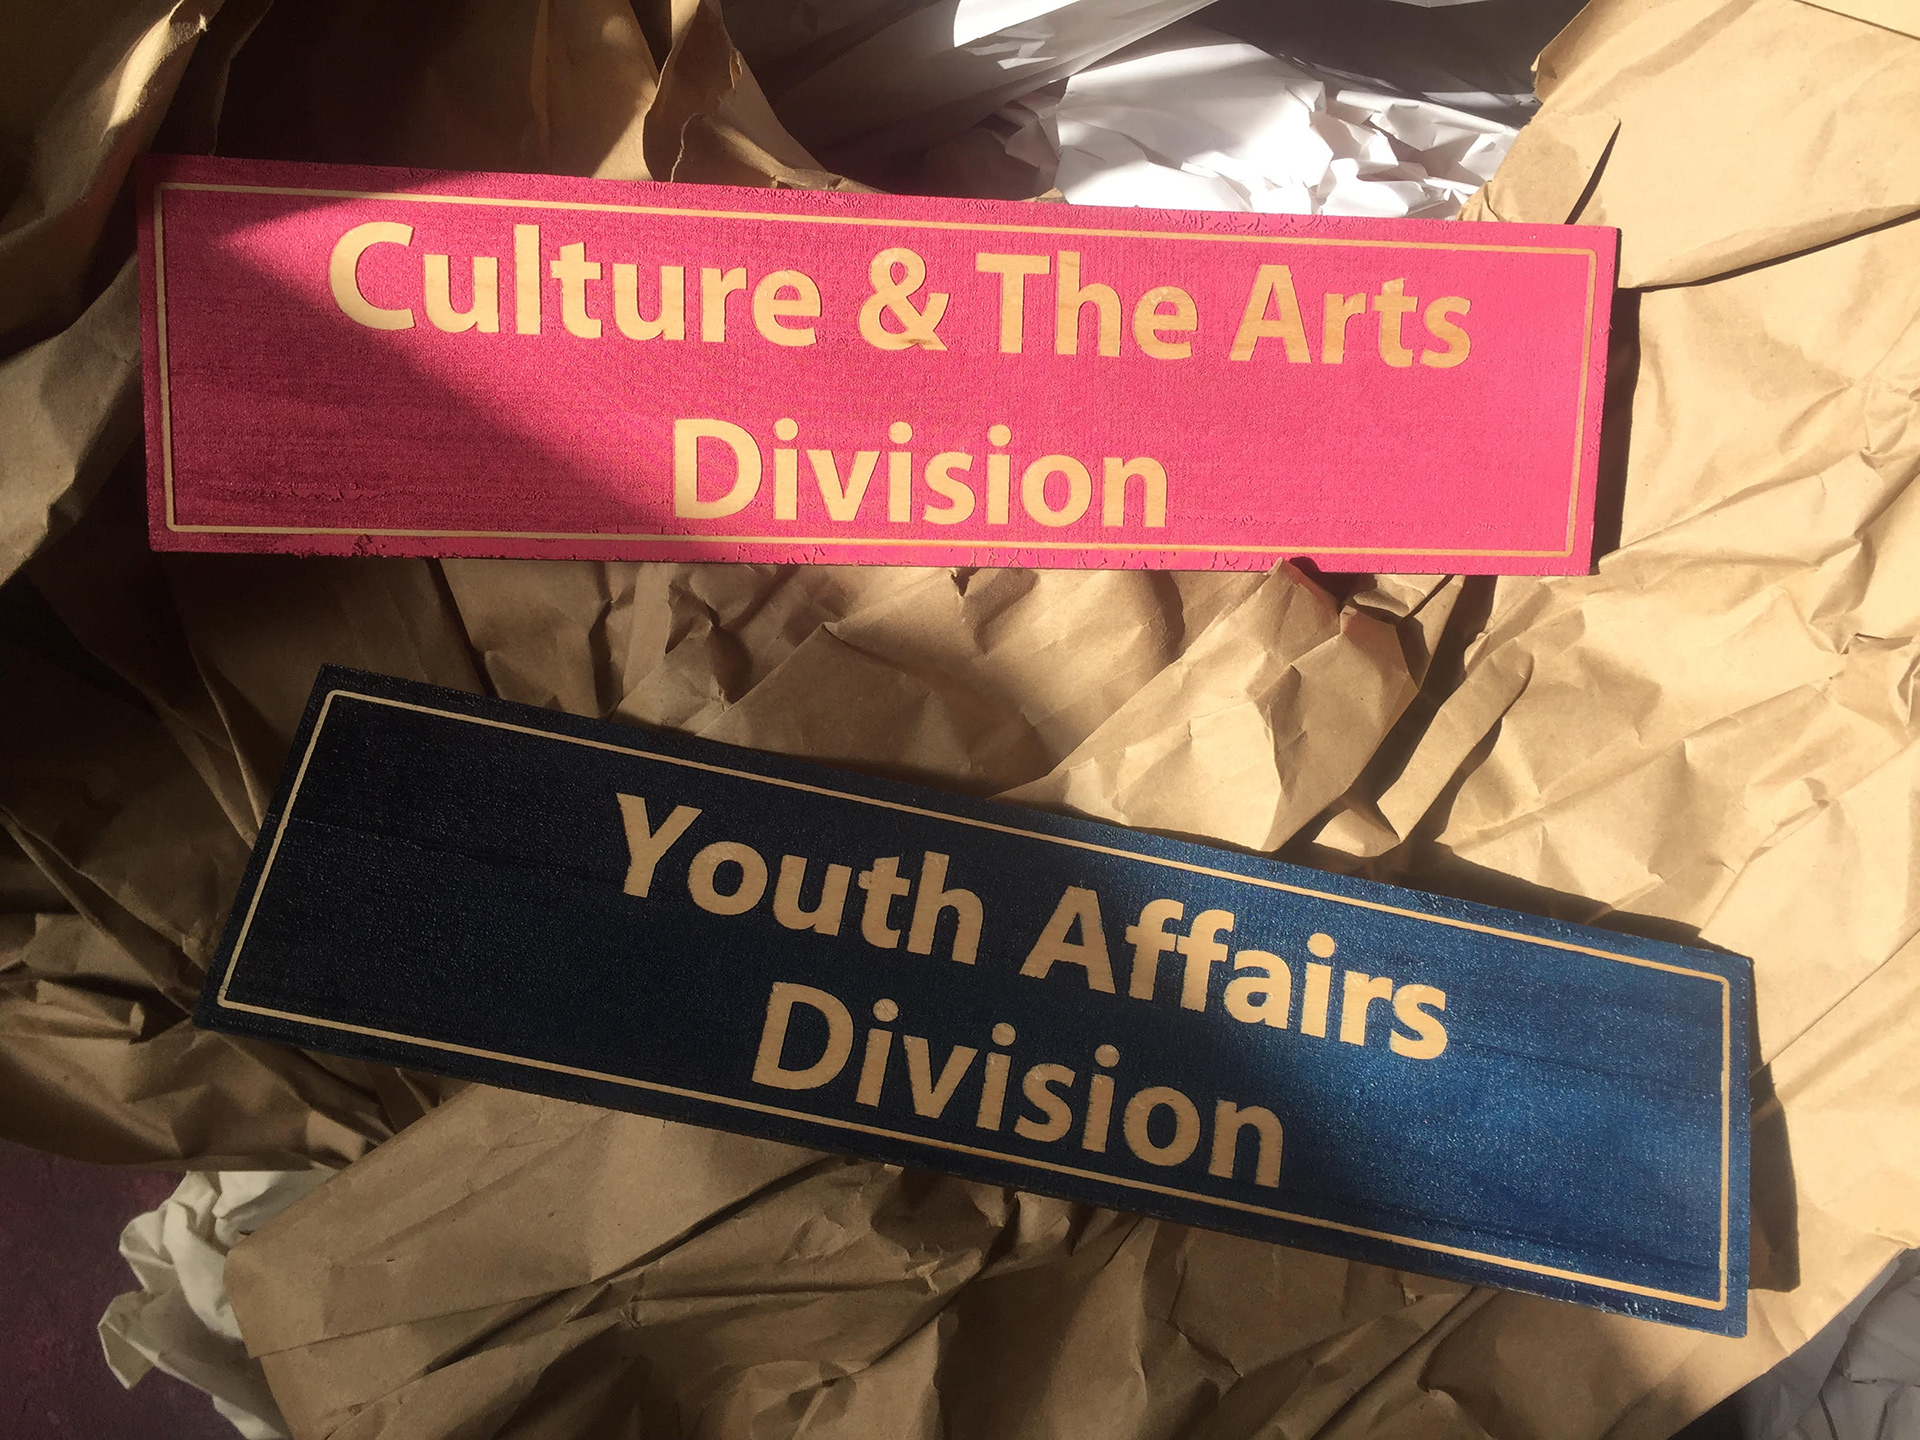 Culture & The Arts
Division
Youth Affairs
Division